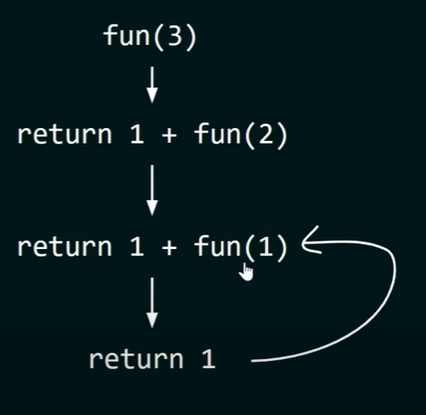 fun(3)
return 1 + fun(2)
return 1 + fun(1)
return 1